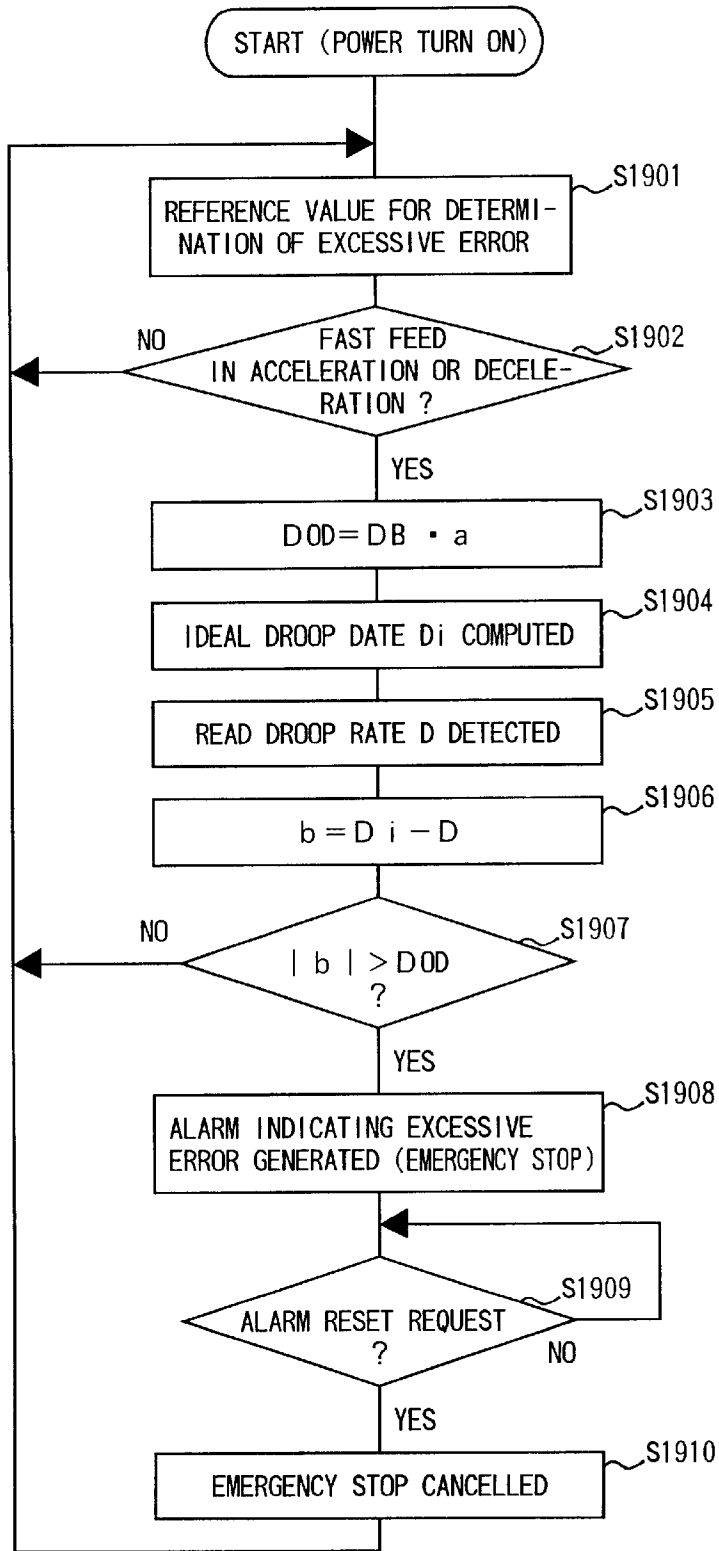 START (POWER TURN ON)
S1901
REFERENCE VALUE FOR DETERMI-
NATION OF EXCESSIVE ERROR
S1902
NO
FAST FEED
IN ACCELERATION OR DECELE-
RATION ?
YES
S1903
DOD=DB・a
S1904
IDEAL DROOP DATE Di COMPUTED
S1905
READ DROOP RATE D DETECTED
S1906
b=Di-D
NO
S1907
|b|>DOD
?
YES
S1908
ALARM INDICATING EXCESSIVE
ERROR GENERATED (EMERGENCY STOP)
S1909
ALARM RESET REQUEST
?
NO
YES
S1910
EMERGENCY STOP CANCELLED